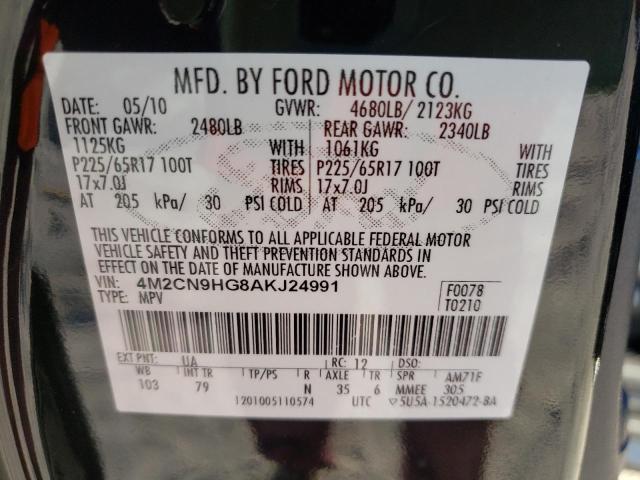 MFD. BY FORD MOTOR CO.
DATE: 05/10 GVWR: 4680LB/ 2123KG
FRONT GAWR: 2480LB REAR GAWR: 2340LB
1125KG WITH 1061KG WITH
P225/65R17 100T TIRES P225/65R17 100T TIRES
17x7.0J RIMS 17x7.0J RIMS
AT 205 kPa/ 30 PSI COLD AT 205 kPa/ 30 PSI COLD
THIS VEHICLE CONFORMS TO ALL APPLICABLE FEDERAL MOTOR
VEHICLE SAFETY AND THEFT PREVENTION STANDARDS IN
EFFECT ON THE DATE OF MANUFACTURE SHOWN ABOVE.
VIN: 4M2CN9HG8AKJ24991 F0078
TYPE: MPV T0210
EXT PNT: UA RC: 12 DSO:
WB INT TR TP/PS R AXLE TR SPR AM71F
103 79 N 35 6 MMEE 305
1201005110574 UTC 5U5A-1520472-BA